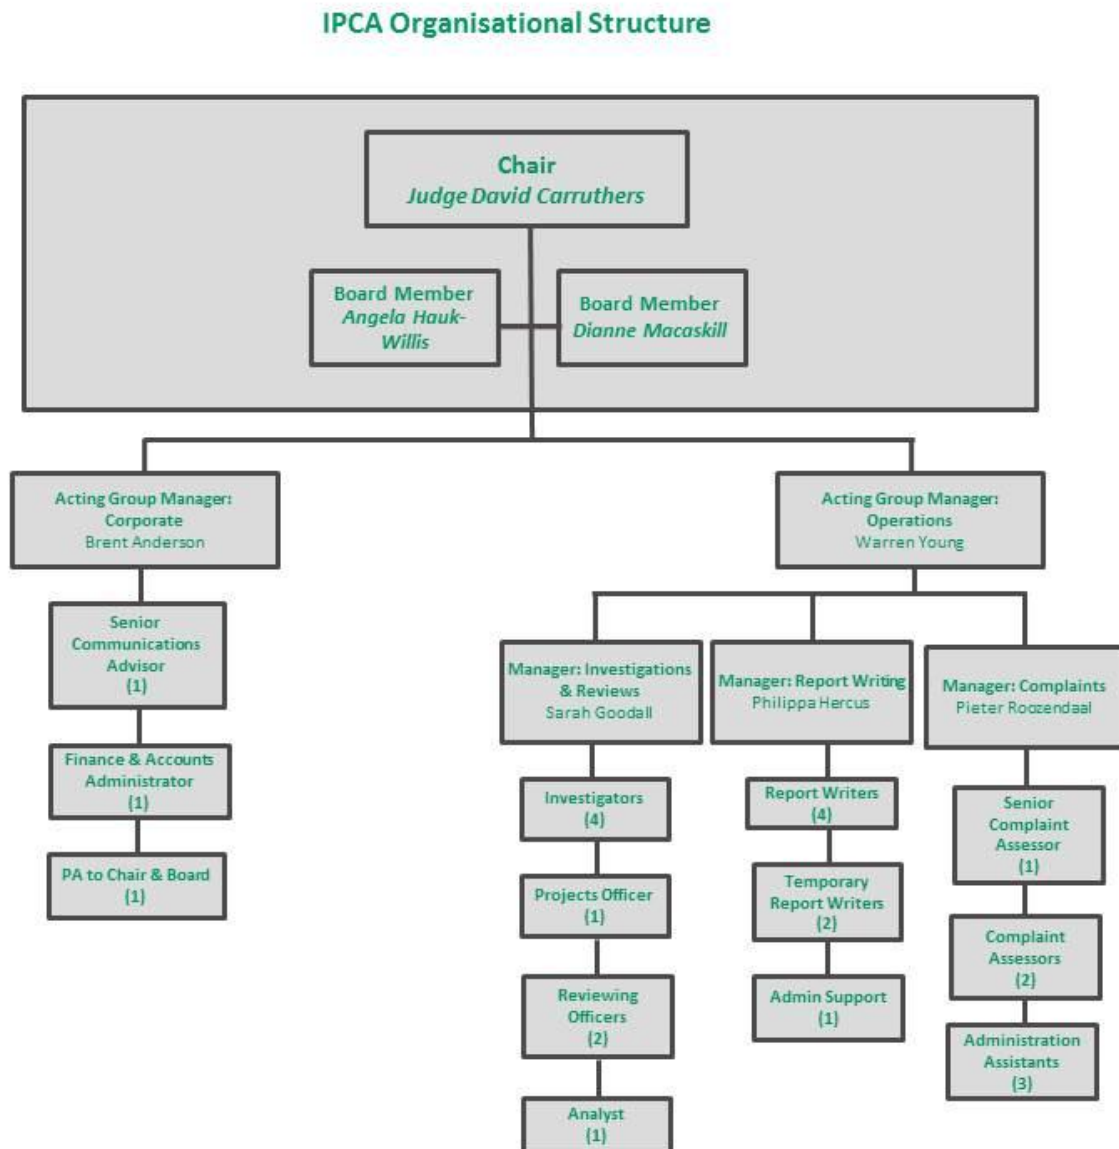 IPCA Organisational Structure
Chair
Judge David Carruthers
Board Member
Angela Hauk-
Willis
Board Member
Dianne Macaskill
Acting Group Manager:
Corporate
Brent Anderson
Senior
Communications
Advisor
(1)
Finance & Accounts
Administrator
(1)
PA to Chair & Board
(1)
Acting Group Manager:
Operations
Warren Young
Manager: Investigations
& Reviews
Sarah Goodall
Investigators
(4)
Projects Officer
(1)
Reviewing
Officers
(2)
Analyst
(1)
Manager: Report Writing
Philippa Hercus
Report Writers
(4)
Temporary
Report Writers
(2)
Admin Support
(1)
Manager: Complaints
Pieter Roozendaal
Senior
Complaint
Assessor
(1)
Complaint
Assessors
(2)
Administration
Assistants
(3)